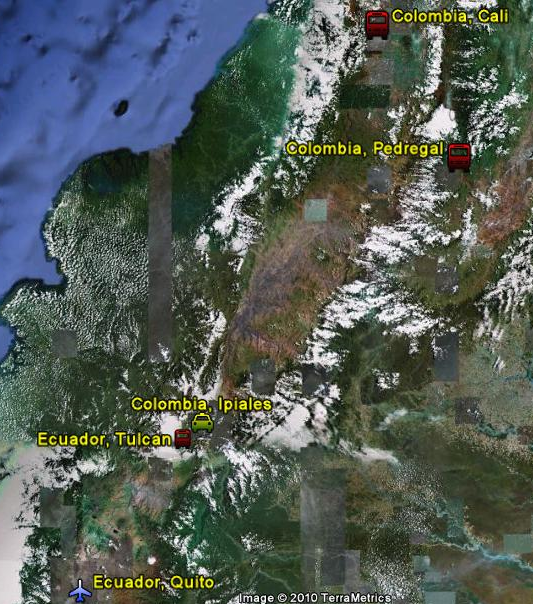 Colombia, Cali
Colombia, Pedregal
Colombia, Ipiales
Ecuador, Tulcan
Ecuador, Quito
Image © 2010 TerraMetrics